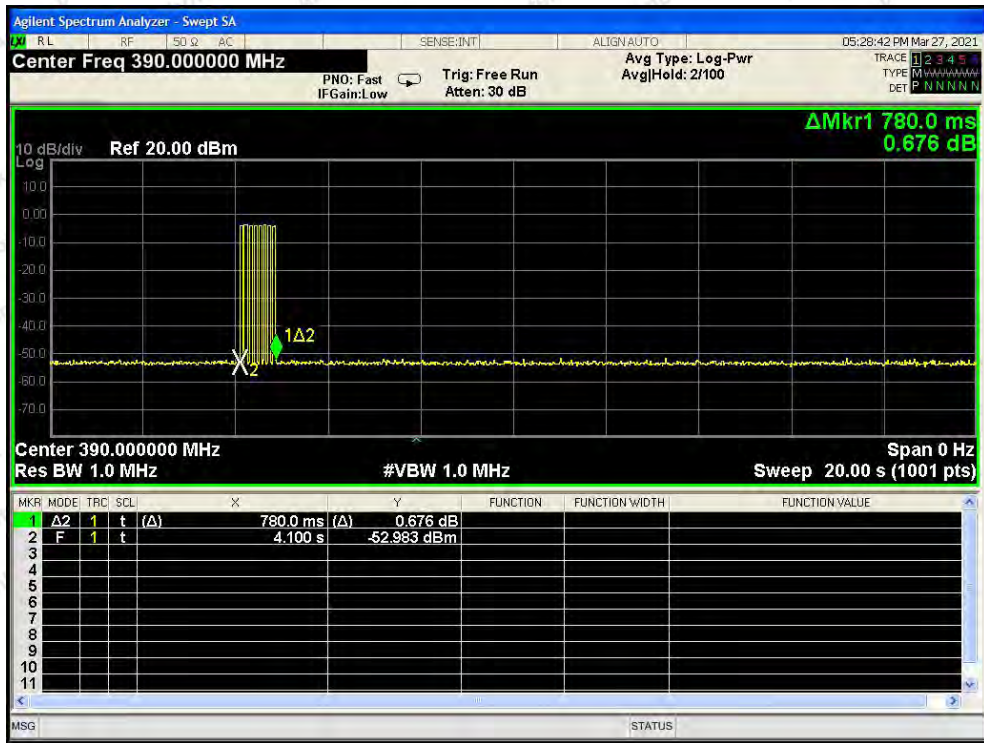 Agilent Spectrum Analyzer - Swept SA
LXI RL RF 50 Ω AC SENSE:INT ALIGN AUTO 05:28:42 PM Mar 27, 2021
Center Freq 390.000000 MHz
PNO: Fast
IFGain:Low
Trig: Free Run
Atten: 30 dB
Avg Type: Log-Pwr
Avg|Hold: 2/100
TRACE 1 2 3 4 5 6
TYPE M
DET P N N N N N
ΔMkr1 780.0 ms
0.676 dB
10 dB/div Ref 20.00 dBm
Log
10.0
0.00
-10.0
-20.0
-30.0
-40.0
-50.0
-60.0
-70.0
1Δ2
X2
Center 390.000000 MHz Span 0 Hz
Res BW 1.0 MHz #VBW 1.0 MHz Sweep 20.00 s (1001 pts)
MKR MODE TRC SCL X Y FUNCTION FUNCTION WIDTH FUNCTION VALUE
1 Δ2 1 t (Δ) 780.0 ms (Δ) 0.676 dB
2 F 1 t 4.100 s -52.983 dBm
3
4
5
6
7
8
9
10
11
MSG STATUS